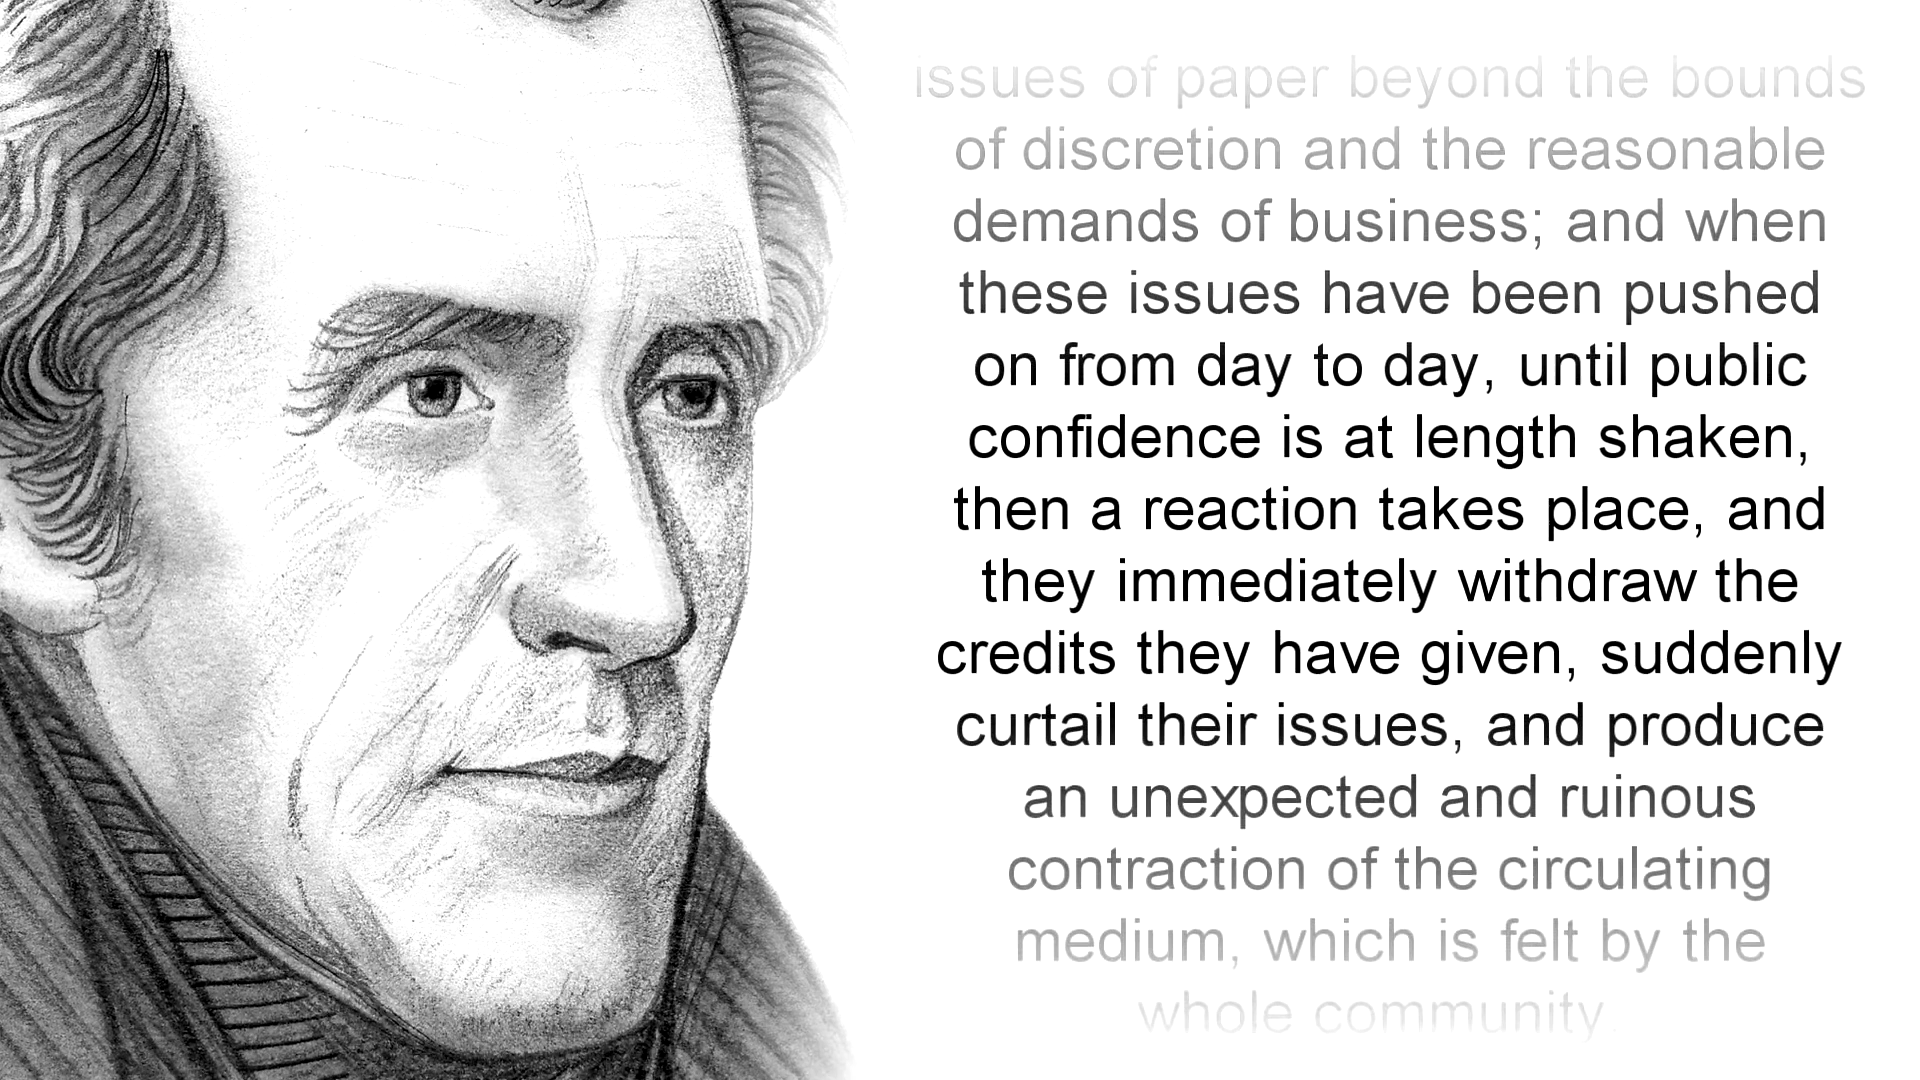 issues of paper beyond the bounds
of discretion and the reasonable
demands of business; and when
these issues have been pushed
on from day to day, until public
confidence is at length shaken,
then a reaction takes place, and
they immediately withdraw the
credits they have given, suddenly
curtail their issues, and produce
an unexpected and ruinous
contraction of the circulating
medium, which is felt by the
whole community.